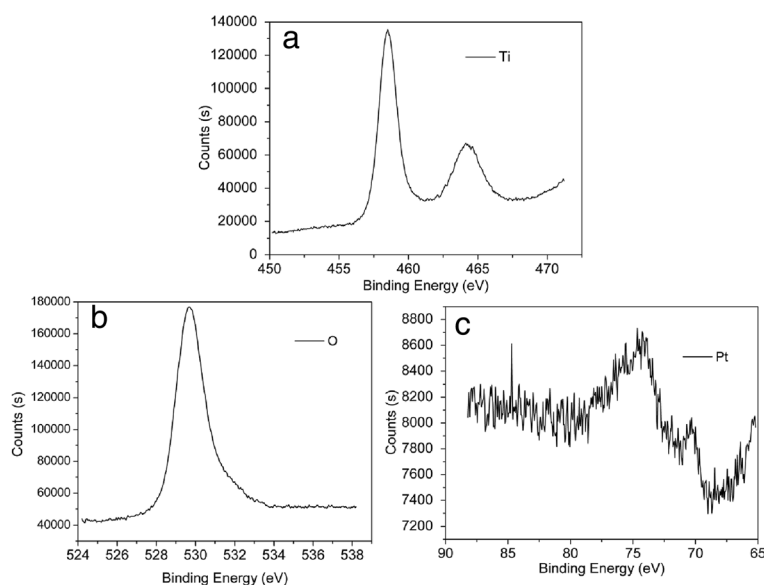 a
Ti
140000
120000
100000
80000
60000
40000
20000
0
Counts (s)
450 455 460 465 470
Binding Energy (eV)
b
O
180000
160000
140000
120000
100000
80000
60000
40000
Counts (s)
524 526 528 530 532 534 536 538
Binding Energy (eV)
c
Pt
8800
8600
8400
8200
8000
7800
7600
7400
7200
Counts (s)
90 85 80 75 70 65
Binding Energy (eV)